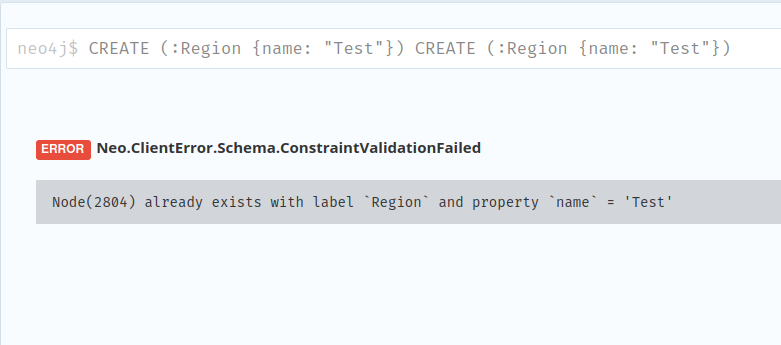 neo4j$ CREATE (:Region {name: "Test"}) CREATE (:Region {name: "Test"})
ERROR Neo.ClientError.Schema.ConstraintValidationFailed
Node(2804) already exists with label `Region` and property `name` = 'Test'